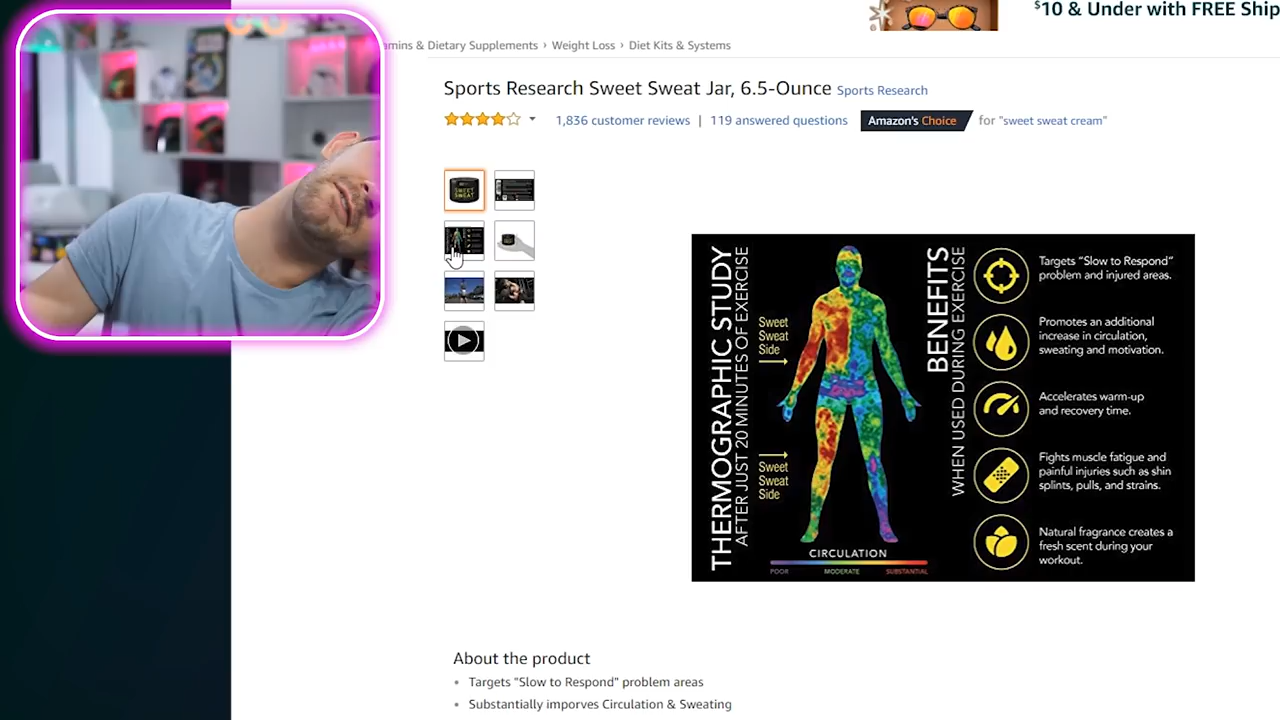 $10 & Under with FREE Ship
amins & Dietary Supplements › Weight Loss › Diet Kits & Systems
Sports Research Sweet Sweat Jar, 6.5-Ounce Sports Research
1,836 customer reviews | 119 answered questions Amazon's Choice for "sweet sweat cream"
SWEET
SWEAT
THERMOGRAPHIC STUDY
AFTER JUST 20 MINUTES OF EXERCISE
Sweet
Sweat
Side
Sweet
Sweat
Side
CIRCULATION
POOR MODERATE SUBSTANTIAL
BENEFITS
WHEN USED DURING EXERCISE
Targets "Slow to Respond"
problem and injured areas.
Promotes an additional
increase in circulation,
sweating and motivation.
Accelerates warm-up
and recovery time.
Fights muscle fatigue and
painful injuries such as shin
splints, pulls, and strains.
Natural fragrance creates a
fresh scent during your
workout.
About the product
• Targets "Slow to Respond" problem areas
• Substantially imporves Circulation & Sweating